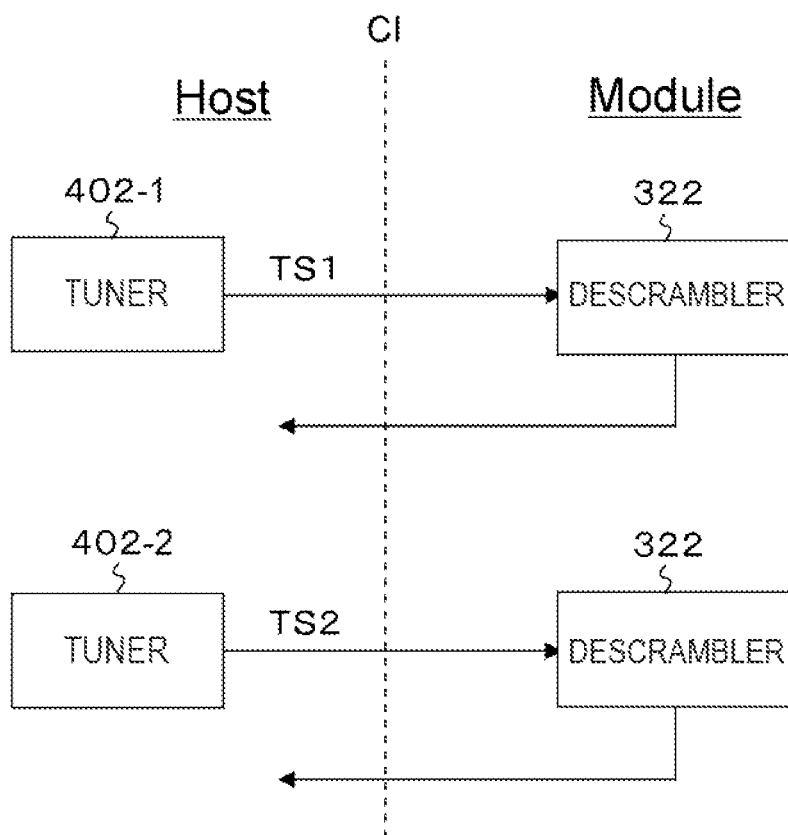 CI
Host
Module
402-1
322
TUNER
TS1
DESCRAMBLER
402-2
322
TUNER
TS2
DESCRAMBLER